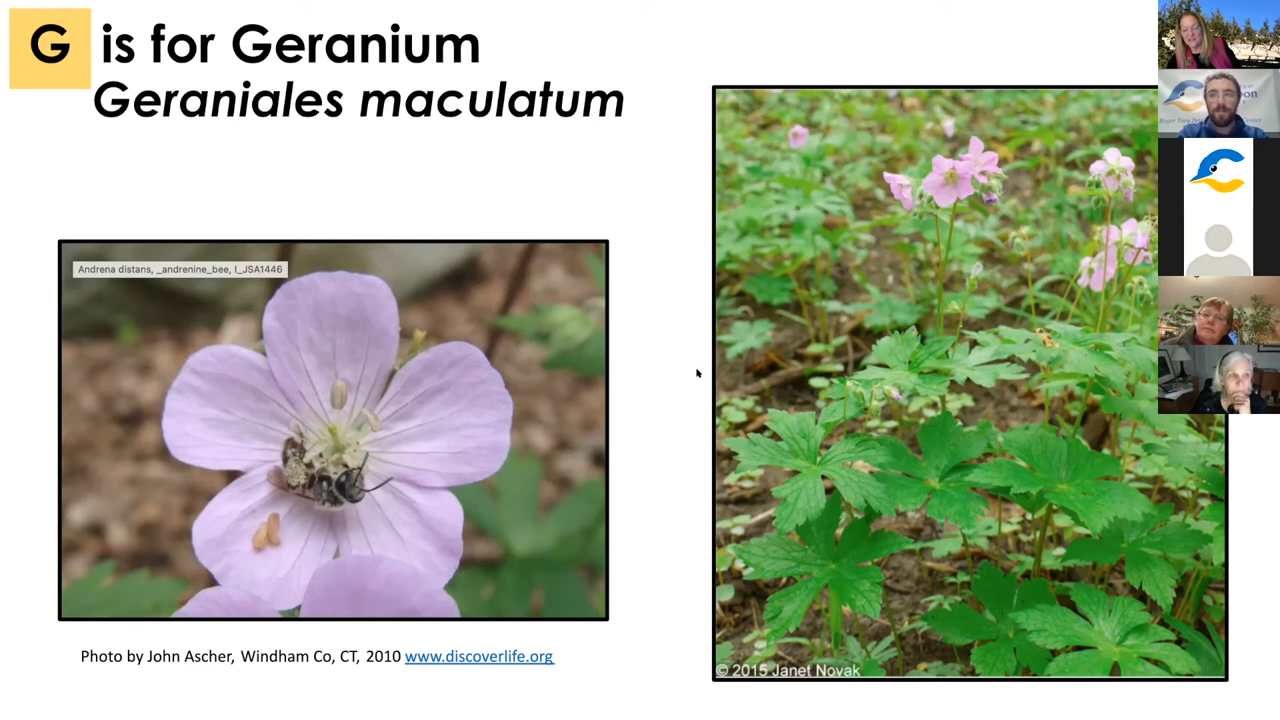 G is for Geranium
Geraniales maculatum
Andrena distans, _andrenine_bee, I_JSA1446
Photo by John Ascher, Windham Co, CT, 2010 www.discoverlife.org
© 2015 Janet Novak